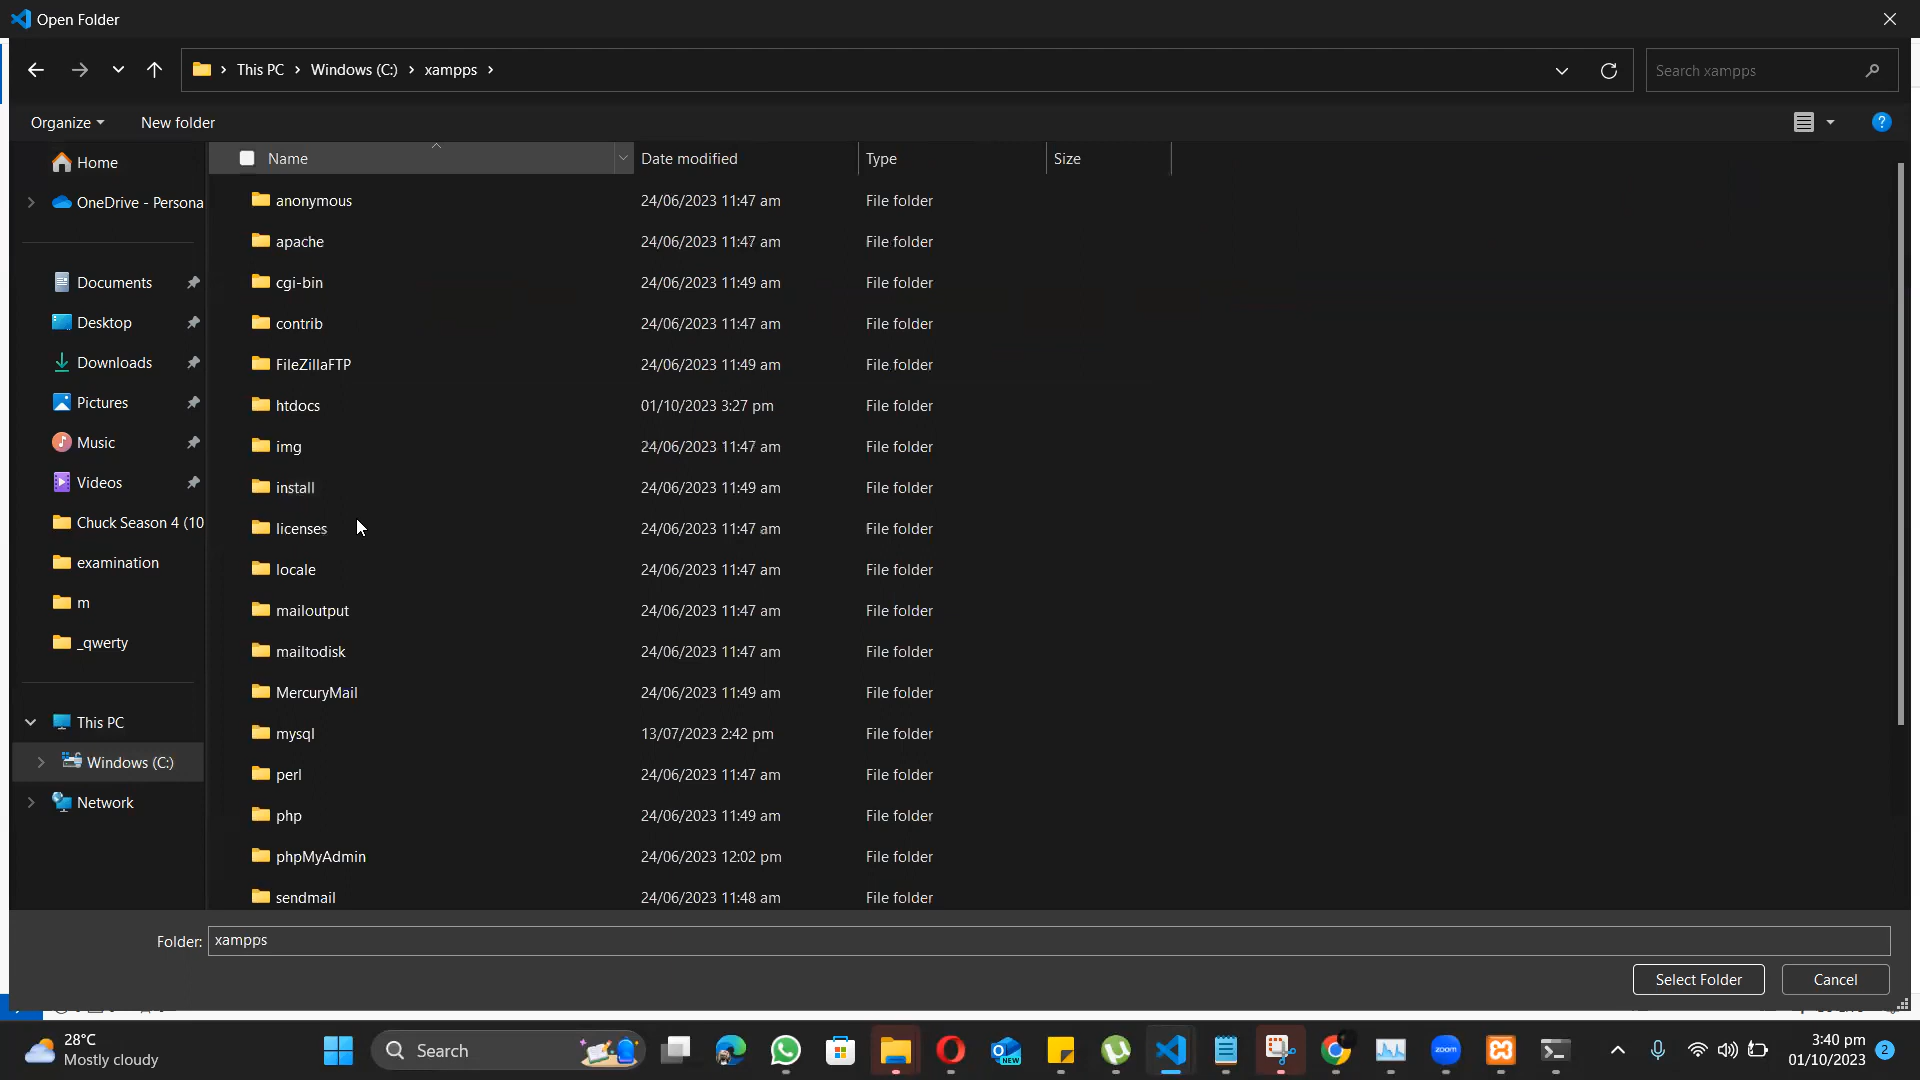 Open Folder
This PC > Windows (C:) > xampps >
Search xampps
Organize
New folder
Name
Date modified
Type
Size
Home
OneDrive - Persona
Documents
Desktop
Downloads
Pictures
Music
Videos
Chuck Season 4 (10
examination
m
_qwerty
This PC
Windows (C:)
Network
anonymous 24/06/2023 11:47 am File folder
apache 24/06/2023 11:47 am File folder
cgi-bin 24/06/2023 11:49 am File folder
contrib 24/06/2023 11:47 am File folder
FileZillaFTP 24/06/2023 11:49 am File folder
htdocs 01/10/2023 3:27 pm File folder
img 24/06/2023 11:47 am File folder
install 24/06/2023 11:49 am File folder
licenses 24/06/2023 11:47 am File folder
locale 24/06/2023 11:47 am File folder
mailoutput 24/06/2023 11:47 am File folder
mailtodisk 24/06/2023 11:47 am File folder
MercuryMail 24/06/2023 11:49 am File folder
mysql 13/07/2023 2:42 pm File folder
perl 24/06/2023 11:47 am File folder
php 24/06/2023 11:49 am File folder
phpMyAdmin 24/06/2023 12:02 pm File folder
sendmail 24/06/2023 11:48 am File folder
Folder: xampps
Select Folder
Cancel
28°C
Mostly cloudy
Search
NEW
zoom
3:40 pm
01/10/2023
2